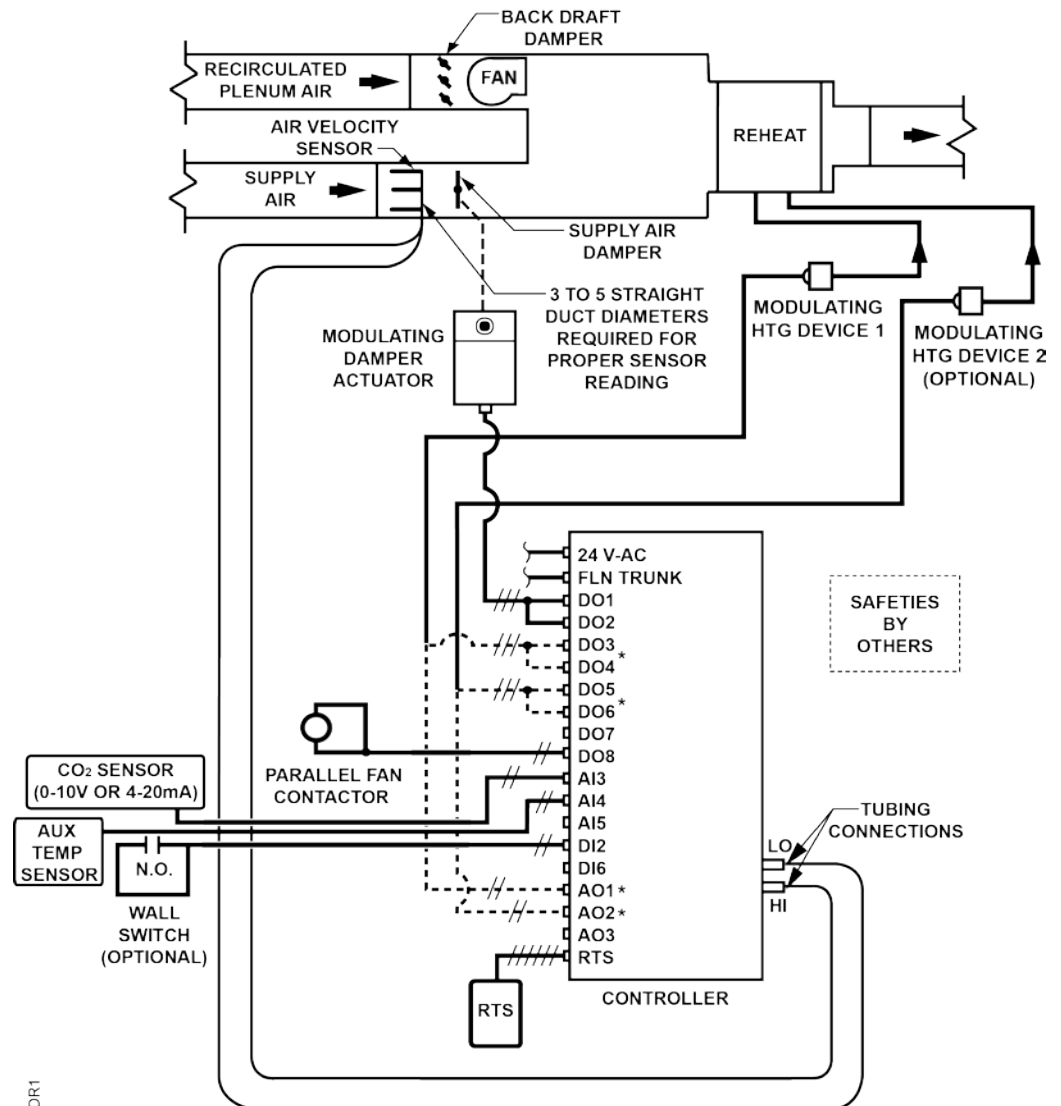 BACK DRAFT
DAMPER
RECIRCULATED
PLENUM AIR
FAN
AIR VELOCITY
SENSOR
REHEAT
SUPPLY
AIR
SUPPLY AIR
DAMPER
3 TO 5 STRAIGHT
DUCT DIAMETERS
REQUIRED FOR
PROPER SENSOR
READING
MODULATING
HTG DEVICE 1
MODULATING
HTG DEVICE 2
(OPTIONAL)
MODULATING
DAMPER
ACTUATOR
24 V-AC
FLN TRUNK
DO1
DO2
DO3
DO4 *
DO5
DO6 *
DO7
DO8
AI3
AI4
AI5
DI2
DI6
AO1 *
AO2 *
AO3
RTS
SAFETIES
BY
OTHERS
PARALLEL FAN
CONTACTOR
CO₂ SENSOR
(0-10V OR 4-20mA)
AUX
TEMP
SENSOR
N.O.
WALL
SWITCH
(OPTIONAL)
TUBING
CONNECTIONS
LO
HI
RTS
CONTROLLER